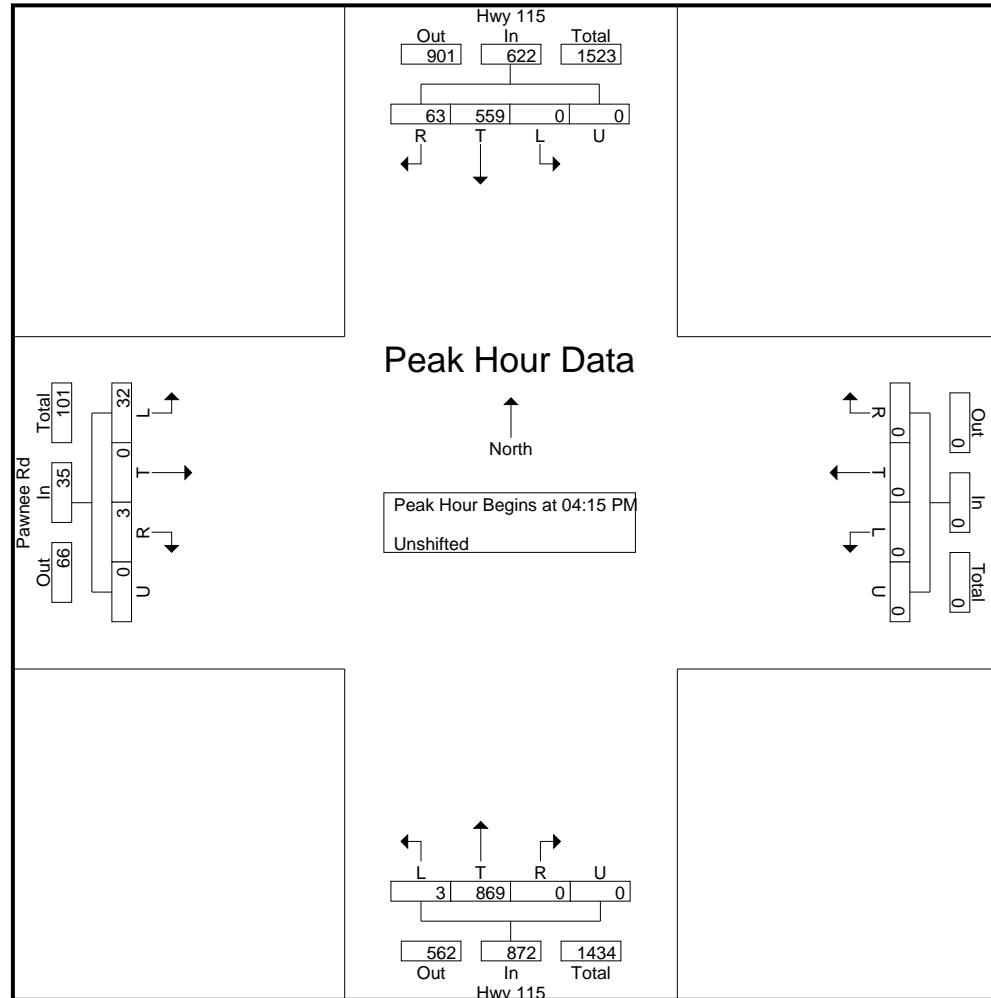 Hwy 115
Out In Total
901 622 1523
63 559 0 0
R T L U
Peak Hour Data
North
Peak Hour Begins at 04:15 PM
Unshifted
Pawnee Rd
Total In Out
101 35 66
32 0 3 0
L T R U
Out In Total
0 0 0
0 0 0 0
R T L U
L T R U
3 869 0 0
562 872 1434
Out In Total
Hwy 115